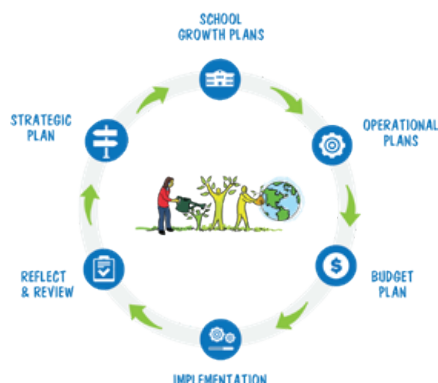 SCHOOL
GROWTH PLANS
OPERATIONAL
PLANS
BUDGET
PLAN
IMPLEMENTATION
REFLECT
& REVIEW
STRATEGIC
PLAN
$